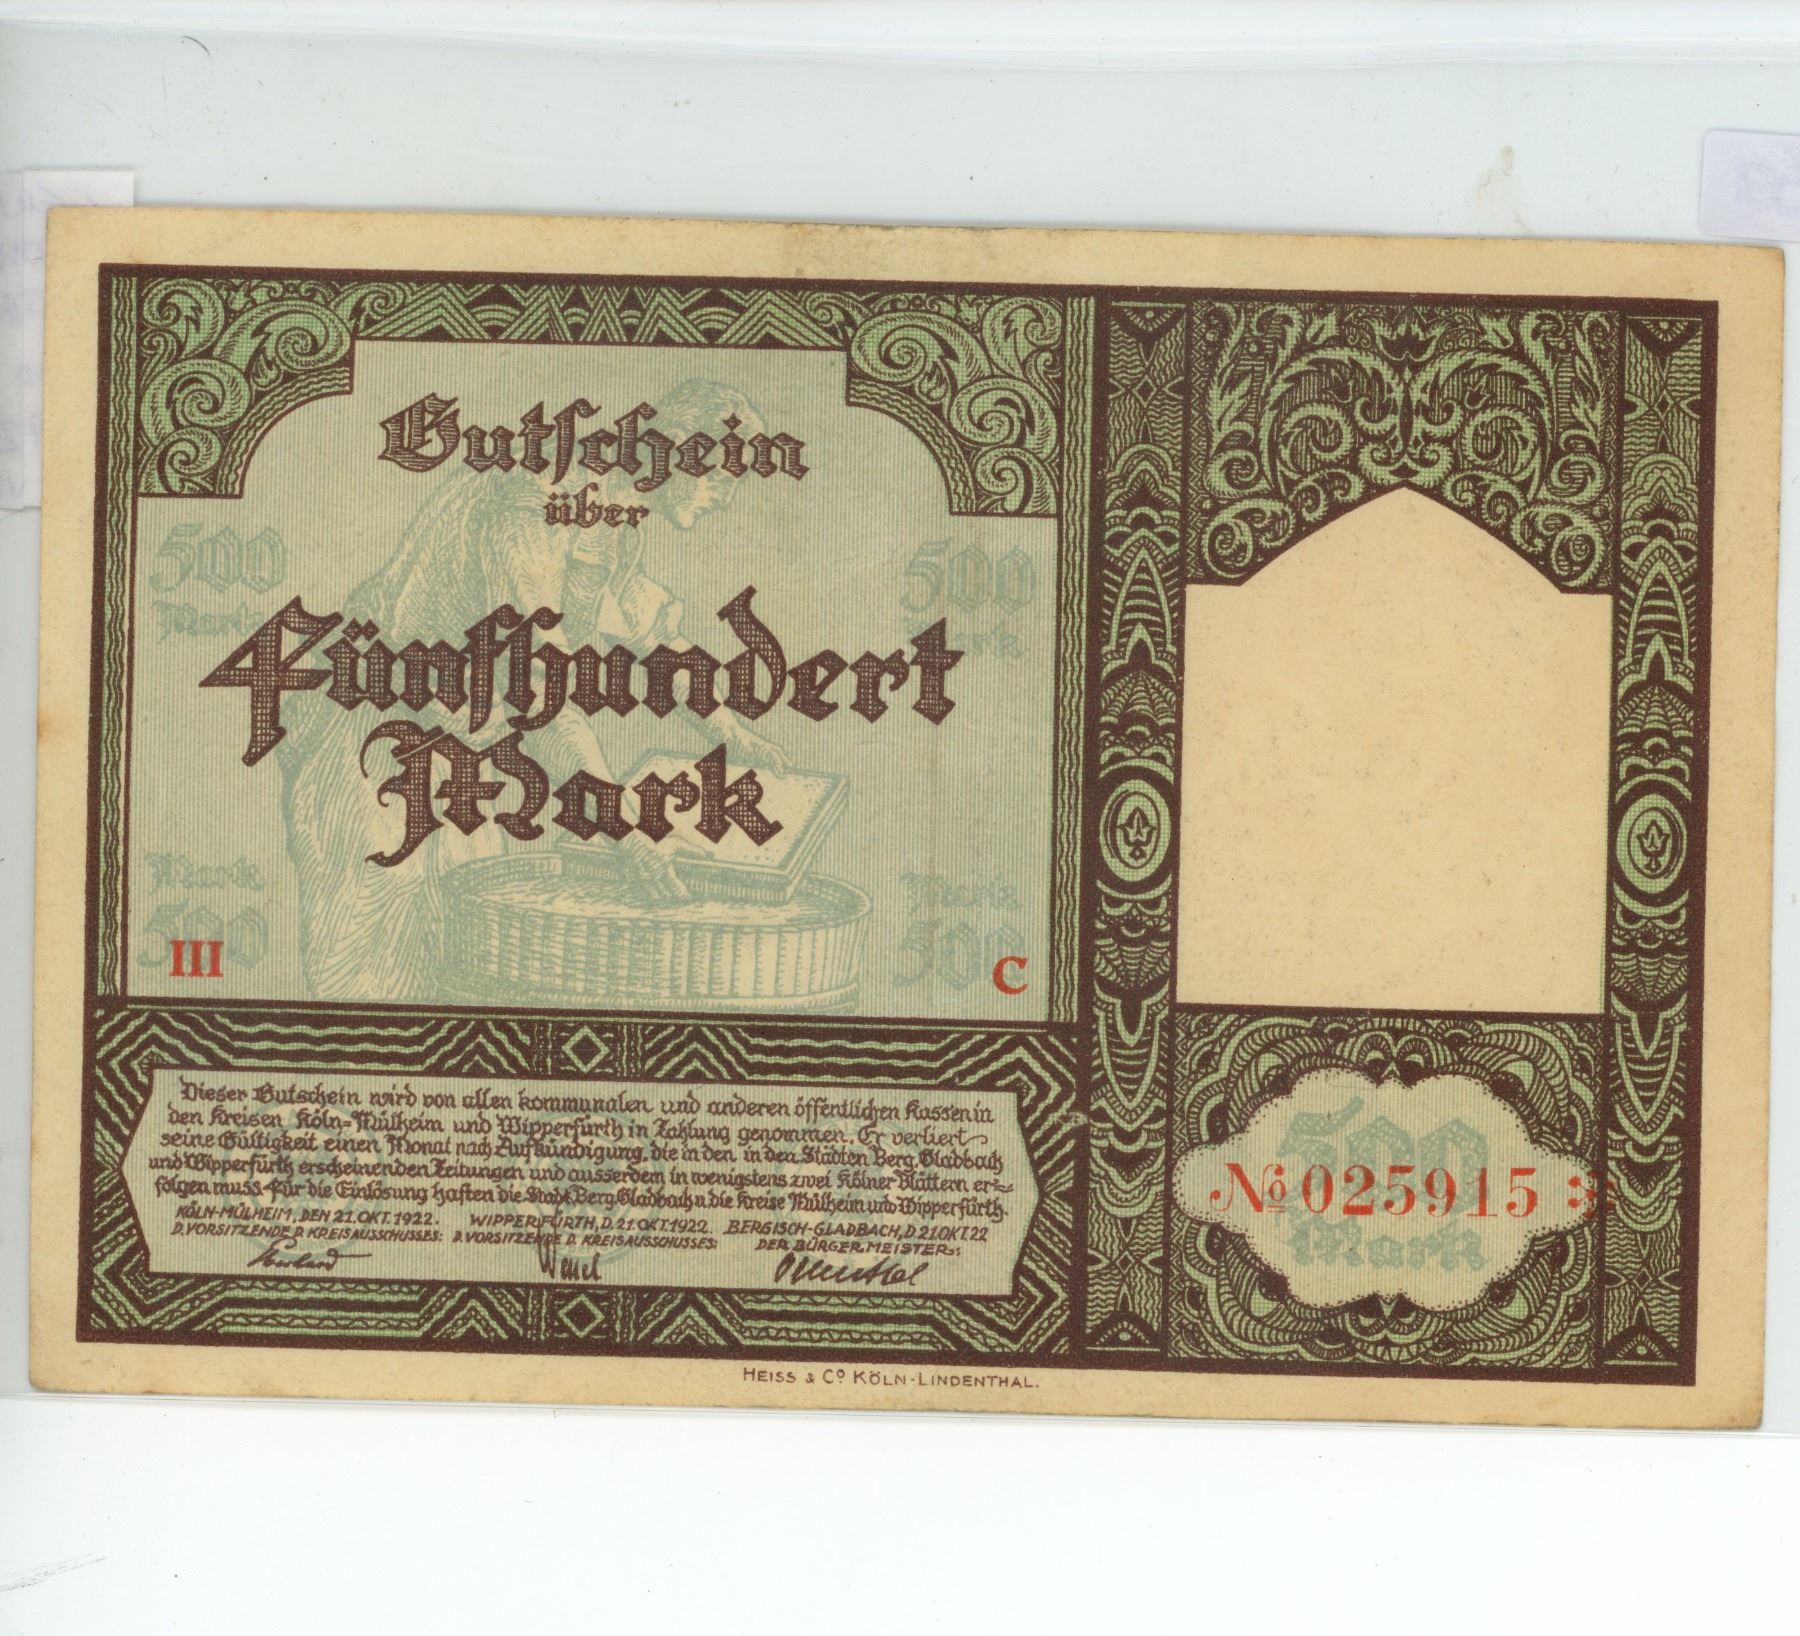 Gutschein
über
500
500
Mark
Mark
Fünfhundert
Mark
Mark
500
Mark
500
III
C
Dieser Gutschein wird von allen kommunalen und anderen öffentlichen Kassen in
den Kreisen Köln-Mülheim und Wipperfürth in Zahlung genommen. Er verliert
seine Gültigkeit einen Monat nach Aufkündigung, die in den in den Städten Berg. Gladbach
und Wipperfürth erscheinenden Zeitungen und ausserdem in wenigstens zwei Kölner Blättern er-
folgen muss. Für die Einlösung haften die Stadt Berg. Gladbach u. die Kreise Mülheim und Wipperfürth.
KÖLN-MÜLHEIM, DEN 21. OKT. 1922. WIPPERFÜRTH, D. 21. OKT. 1922. BERGISCH-GLADBACH, D. 21. OKT. 22
D. VORSITZENDE D. KREISAUSSCHUSSES: D. VORSITZENDE D. KREISAUSSCHUSSES: DER BÜRGERMEISTER:
500
No 025915 *
Mark
HEISS & Co KÖLN-LINDENTHAL.